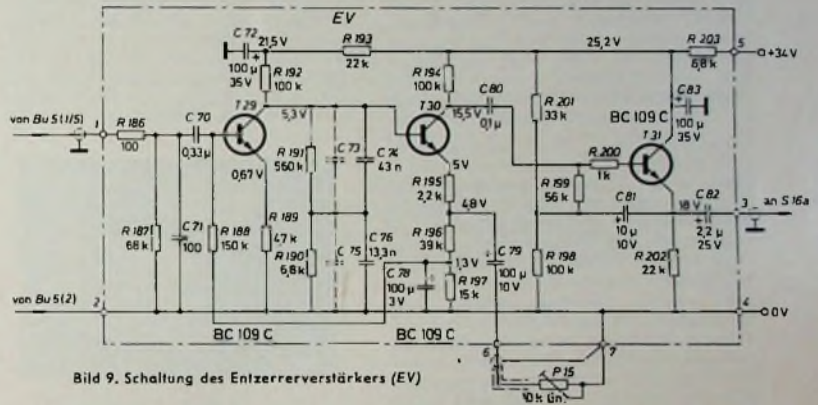 EV
C 72
100 µ
35 V
21,5 V
R 193
22 k
25,2 V
R 203
6,8 k
5
+34V
R 192
100 k
R 194
100 k
C 80
0,1 µ
15,5 V
R 201
33 k
C 83
100 µ
35 V
BC 109 C
T 31
von Bu 5 (1/5)
1
R 186
100
C 70
0,33 µ
T 29
5,3 V
T 30
R 200
1 k
R 191
560 k
C 73
C 74
43 n
5 V
R 195
2,2 k
0,67 V
R 199
56 k
C 81
10 µ
10 V
18 V
C 82
2,2 µ
25 V
3
an S 16a
R 187
68 k
C 71
100
R 188
150 k
R 189
4,7 k
R 190
6,8 k
C 75
C 76
13,3 n
4,8 V
R 196
39 k
C 79
100 µ
10 V
R 198
100 k
R 202
22 k
C 78
100 µ
3 V
1,3 V
R 197
15 k
von Bu 5 (2)
2
4
0V
BC 109 C
BC 109 C
6
7
P 15
10 k lin.
Bild 9. Schaltung des Entzerrerverstärkers (EV)